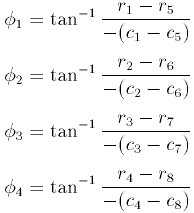 ϕ₁ = tan⁻¹ (r₁ − r₅)/(−(c₁ − c₅))
ϕ₂ = tan⁻¹ (r₂ − r₆)/(−(c₂ − c₆))
ϕ₃ = tan⁻¹ (r₃ − r₇)/(−(c₃ − c₇))
ϕ₄ = tan⁻¹ (r₄ − r₈)/(−(c₄ − c₈))